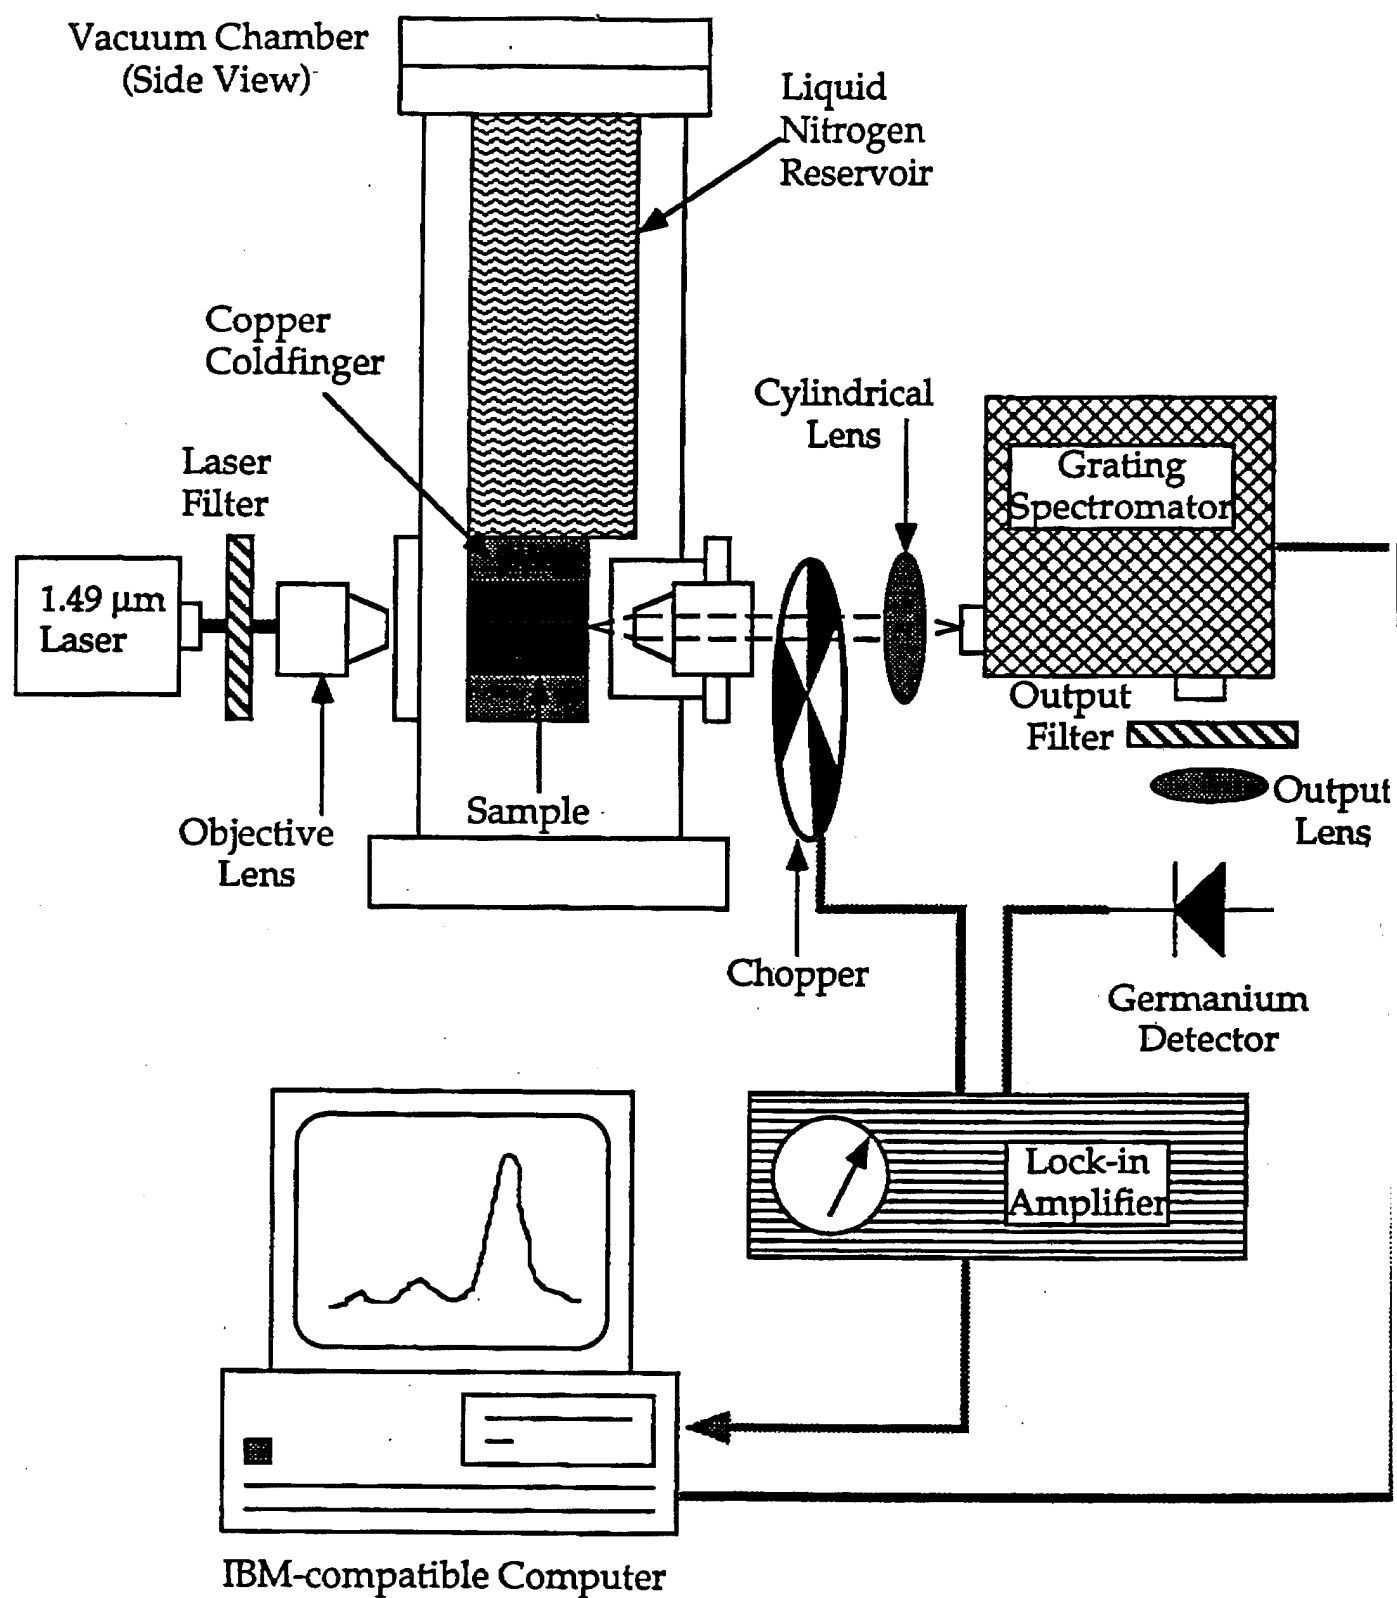 Vacuum Chamber
(Side View)
Liquid
Nitrogen
Reservoir
Copper
Coldfinger
Cylindrical
Lens
Laser
Filter
Grating
Spectromator
1.49 µm
Laser
Output
Filter
Output
Lens
Sample
Objective
Lens
Chopper
Germanium
Detector
Lock-in
Amplifier
IBM-compatible Computer